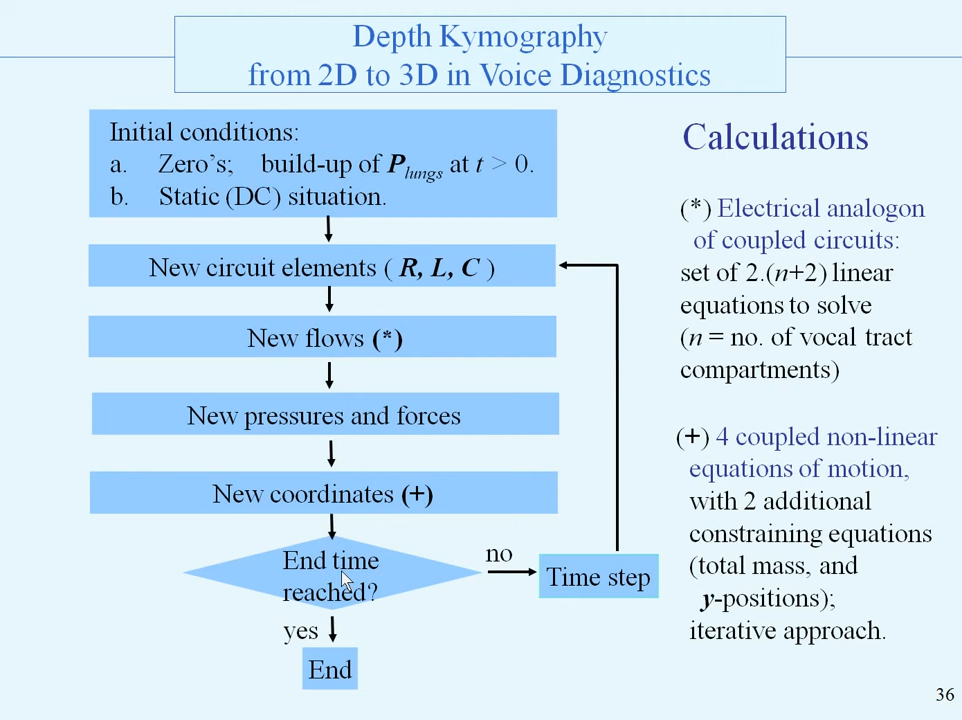 Depth Kymography
from 2D to 3D in Voice Diagnostics
Initial conditions:
a. Zero’s; build-up of Plungs at t > 0.
b. Static (DC) situation.
New circuit elements ( R, L, C )
New flows (*)
New pressures and forces
New coordinates (+)
End time
reached?
no
Time step
yes
End
Calculations
(*) Electrical analogon
of coupled circuits:
set of 2.(n+2) linear
equations to solve
(n = no. of vocal tract
compartments)
(+) 4 coupled non-linear
equations of motion,
with 2 additional
constraining equations
(total mass, and
y-positions);
iterative approach.
36